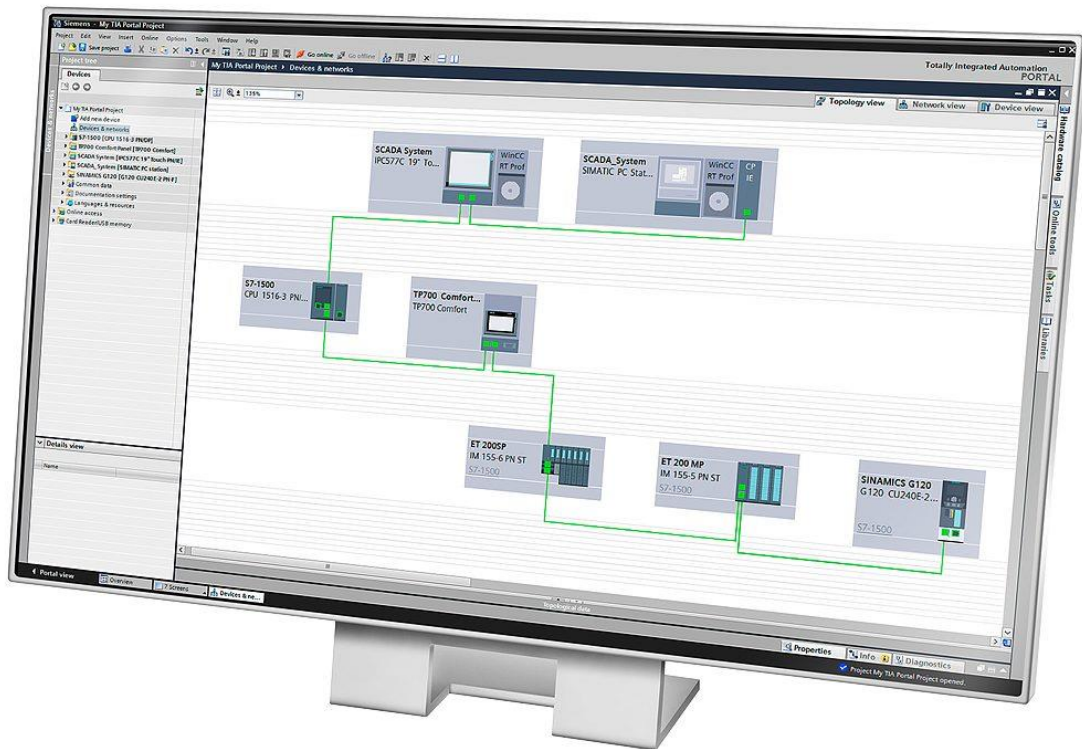 Siemens - My TIA Portal Project
Project Edit View Insert Online Options Tools Window Help
Save project Go online Go offline
Totally Integrated Automation
PORTAL
Project tree
My TIA Portal Project ▸ Devices & networks
Devices
Topology view Network view Device view
My TIA Portal Project
Add new device
Devices & networks
S7-1500 [CPU 1516-3 PN/DP]
TP700 Comfort Panel [TP700 Comfort]
SCADA System [IPC577C 19" Touch PN/IE]
SCADA_System [SIMATIC PC station]
SINAMICS G120 [G120 CU240E-2 PN F]
Common data
Documentation settings
Languages & resources
Online access
Card Reader/USB memory
Devices & networks
Hardware catalog
Online tools
Tasks
Libraries
SCADA System
IPC577C 19" To...
WinCC
RT Prof
SCADA_System
SIMATIC PC Stat...
WinCC
RT Prof
CP
IE
S7-1500
CPU 1516-3 PN/...
TP700 Comfort...
TP700 Comfort
ET 200SP
IM 155-6 PN ST
S7-1500
ET 200 MP
IM 155-5 PN ST
S7-1500
SINAMICS G120
G120 CU240E-2...
S7-1500
Details view
Name
Topological data
Properties Info Diagnostics
Portal view Overview 7 Screens Devices & ne...
Project My TIA Portal Project opened.